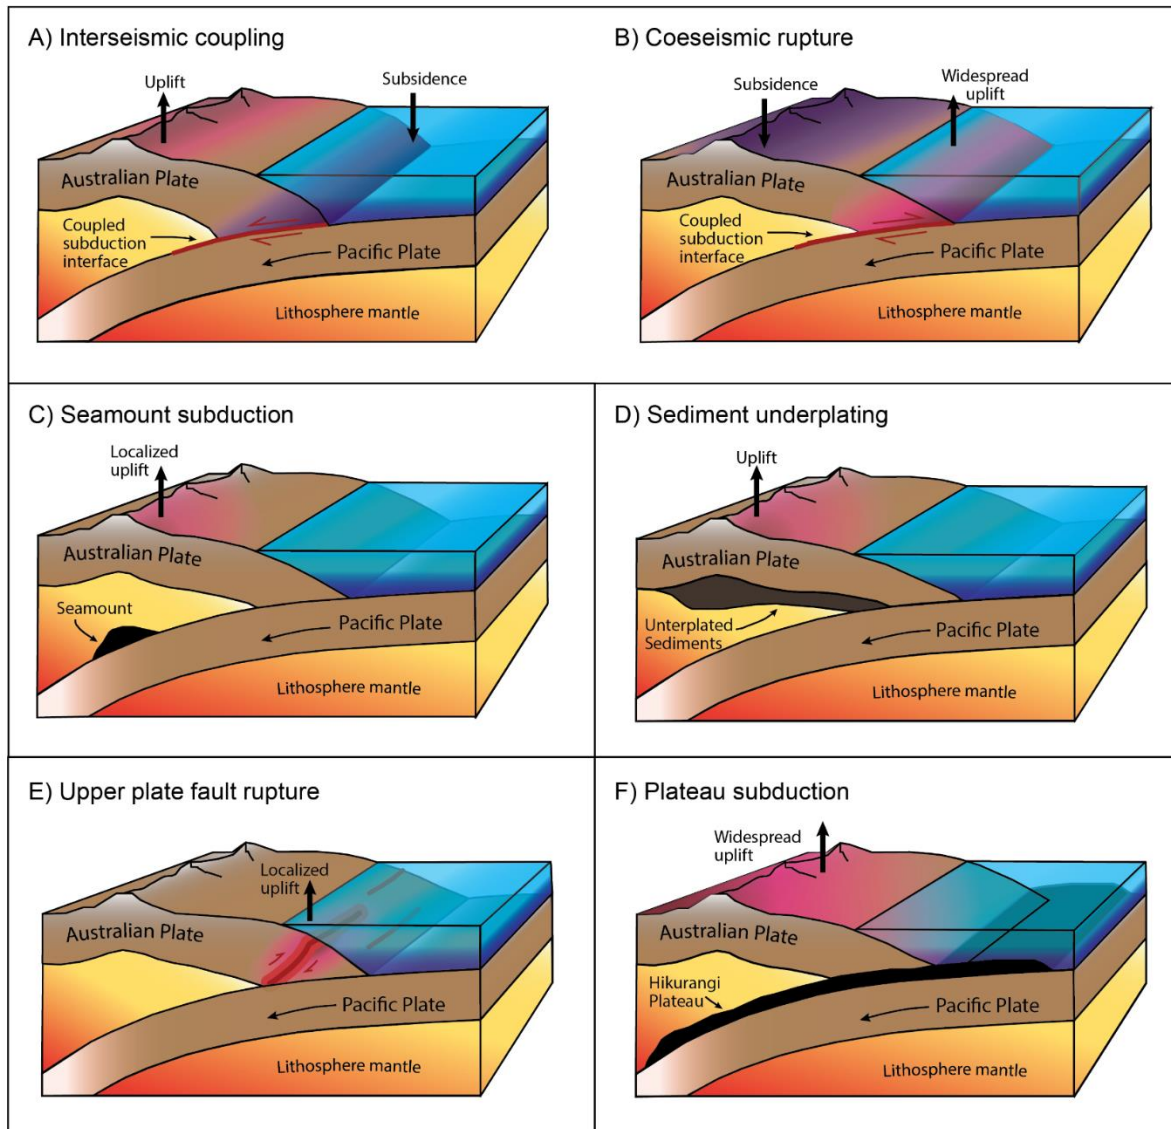 A) Interseismic coupling
Uplift
Subsidence
Australian Plate
Coupled
subduction
interface
Pacific Plate
Lithosphere mantle
B) Coeseismic rupture
Subsidence
Widespread
uplift
Australian Plate
Coupled
subduction
interface
Pacific Plate
Lithosphere mantle
C) Seamount subduction
Localized
uplift
Australian Plate
Seamount
Pacific Plate
Lithosphere mantle
D) Sediment underplating
Uplift
Australian Plate
Unterplated
Sediments
Pacific Plate
Lithosphere mantle
E) Upper plate fault rupture
Localized
uplift
Australian Plate
Pacific Plate
Lithosphere mantle
F) Plateau subduction
Widespread
uplift
Australian Plate
Hikurangi
Plateau
Pacific Plate
Lithosphere mantle